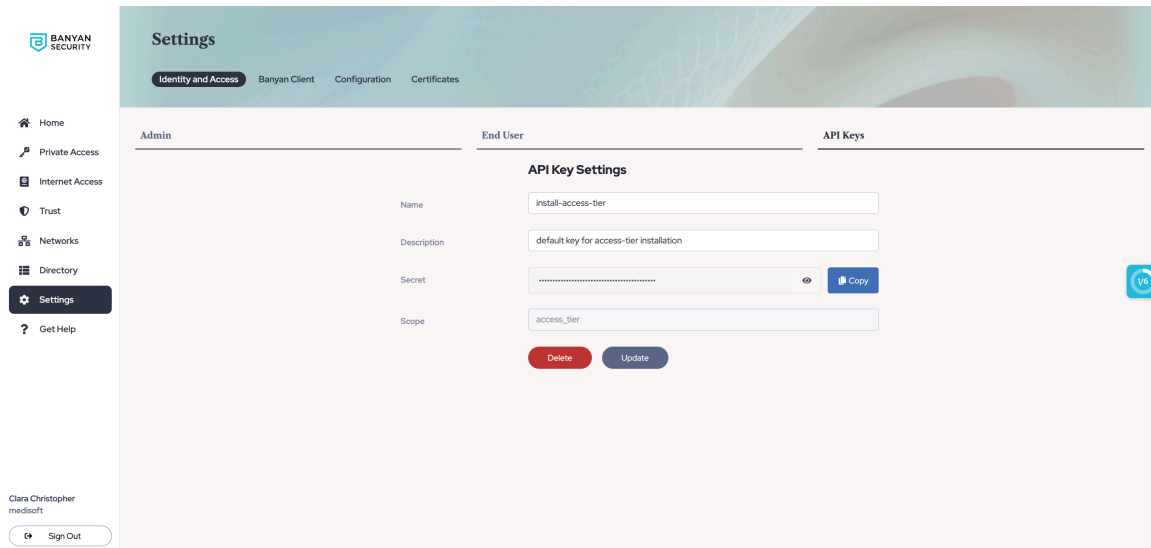 BANYAN
SECURITY
Settings
Identity and Access
Banyan Client
Configuration
Certificates
Home
Private Access
Internet Access
Trust
Networks
Directory
Settings
Get Help
Admin
End User
API Keys
API Key Settings
Name
install-access-tier
Description
default key for access-tier installation
Secret
Copy
Scope
access_tier
Delete
Update
1/6
Clara Christopher
medisoft
Sign Out